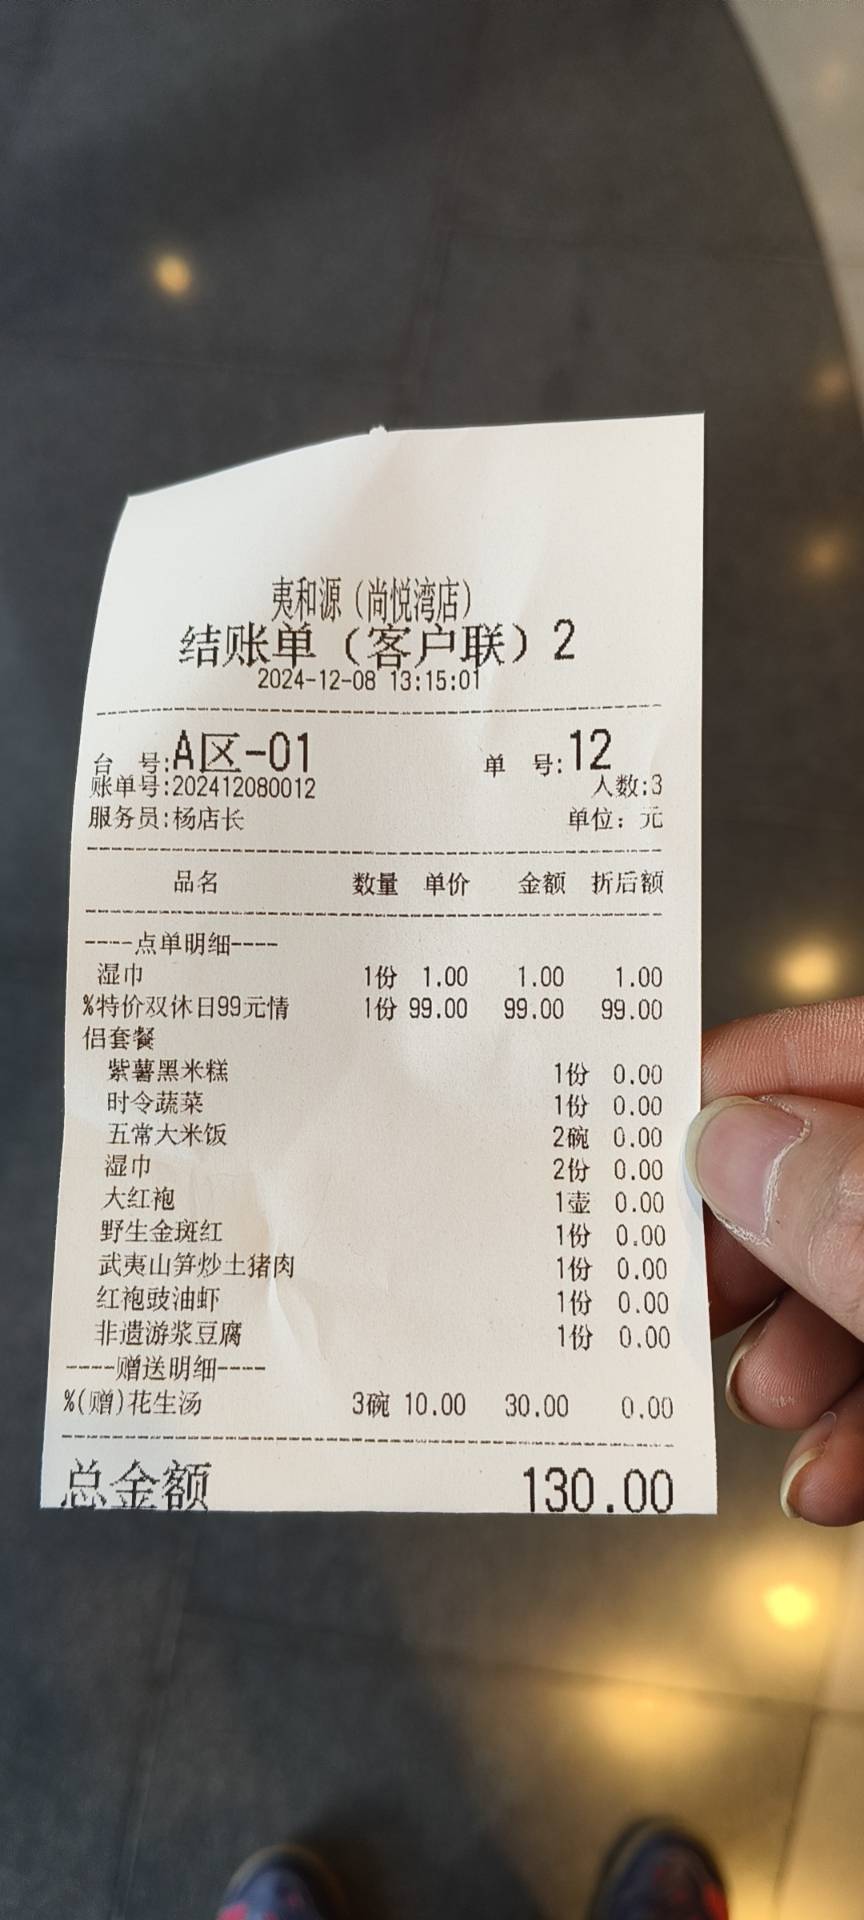 夷和源（尚悦湾店）
结账单（客户联）2
2024-12-08 13:15:01
台 号:A区-01 单 号:12
账单号:202412080012 人数:3
服务员:杨店长 单位: 元
品名 数量 单价 金额 折后额
----点单明细----
湿巾 1份 1.00 1.00 1.00
%特价双休日99元情 1份 99.00 99.00 99.00
侣套餐
紫薯黑米糕 1份 0.00
时令蔬菜 1份 0.00
五常大米饭 2碗 0.00
湿巾 2份 0.00
大红袍 1壶 0.00
野生金斑红 1份 0.00
武夷山笋炒土猪肉 1份 0.00
红袍豉油虾 1份 0.00
非遗游浆豆腐 1份 0.00
----赠送明细----
%(赠)花生汤 3碗 10.00 30.00 0.00
总金额 130.00